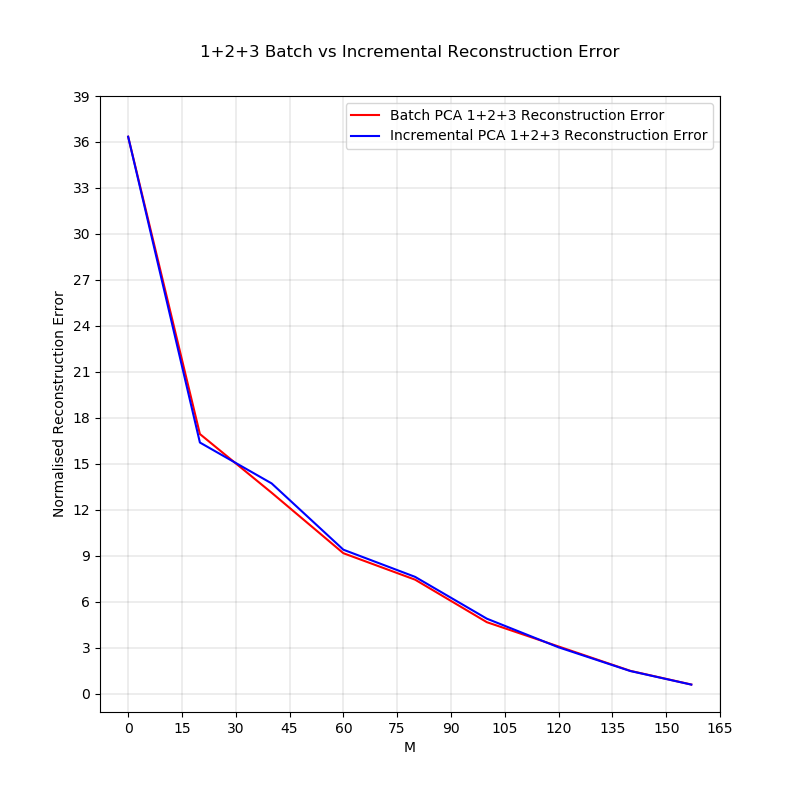 1+2+3 Batch vs Incremental Reconstruction Error
Batch PCA 1+2+3 Reconstruction Error
Incremental PCA 1+2+3 Reconstruction Error
Normalised Reconstruction Error
39
36
33
30
27
24
21
18
15
12
9
6
3
0
0 15 30 45 60 75 90 105 120 135 150 165
M